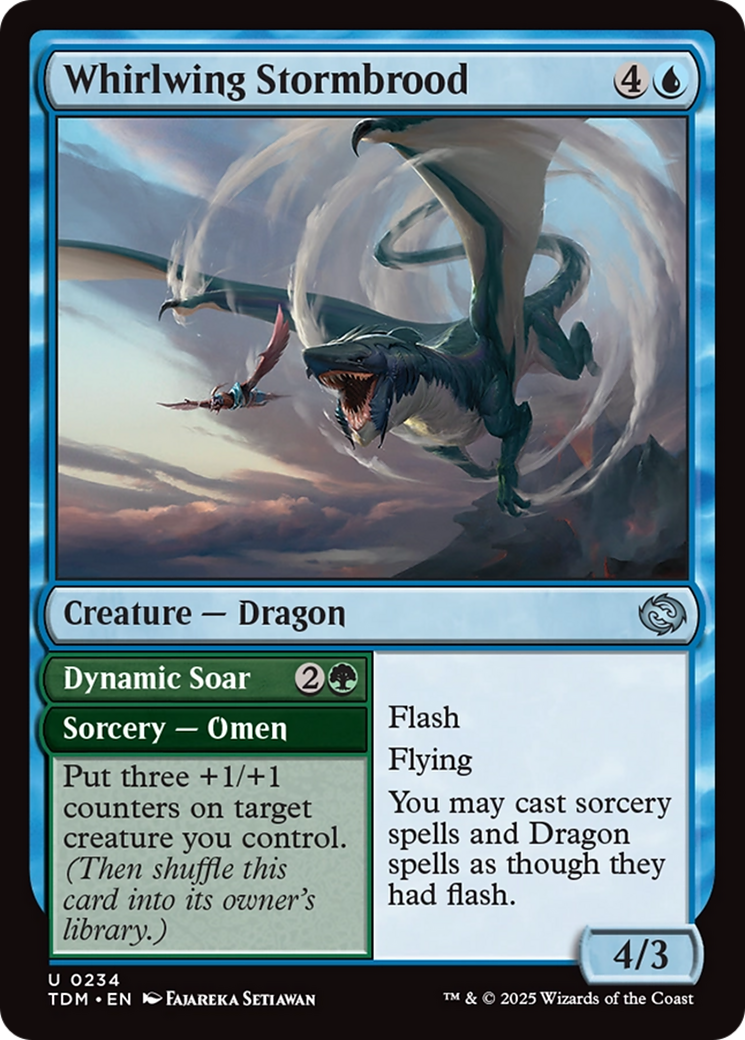 Whirlwing Stormbrood 4
Creature — Dragon
Dynamic Soar 2
Sorcery — Omen
Put three +1/+1
counters on target
creature you control.
(Then shuffle this
card into its owner's
library.)
Flash
Flying
You may cast sorcery
spells and Dragon
spells as though they
had flash.
4/3
U 0234
TDM • EN Fajareka Setiawan
™ & © 2025 Wizards of the Coast